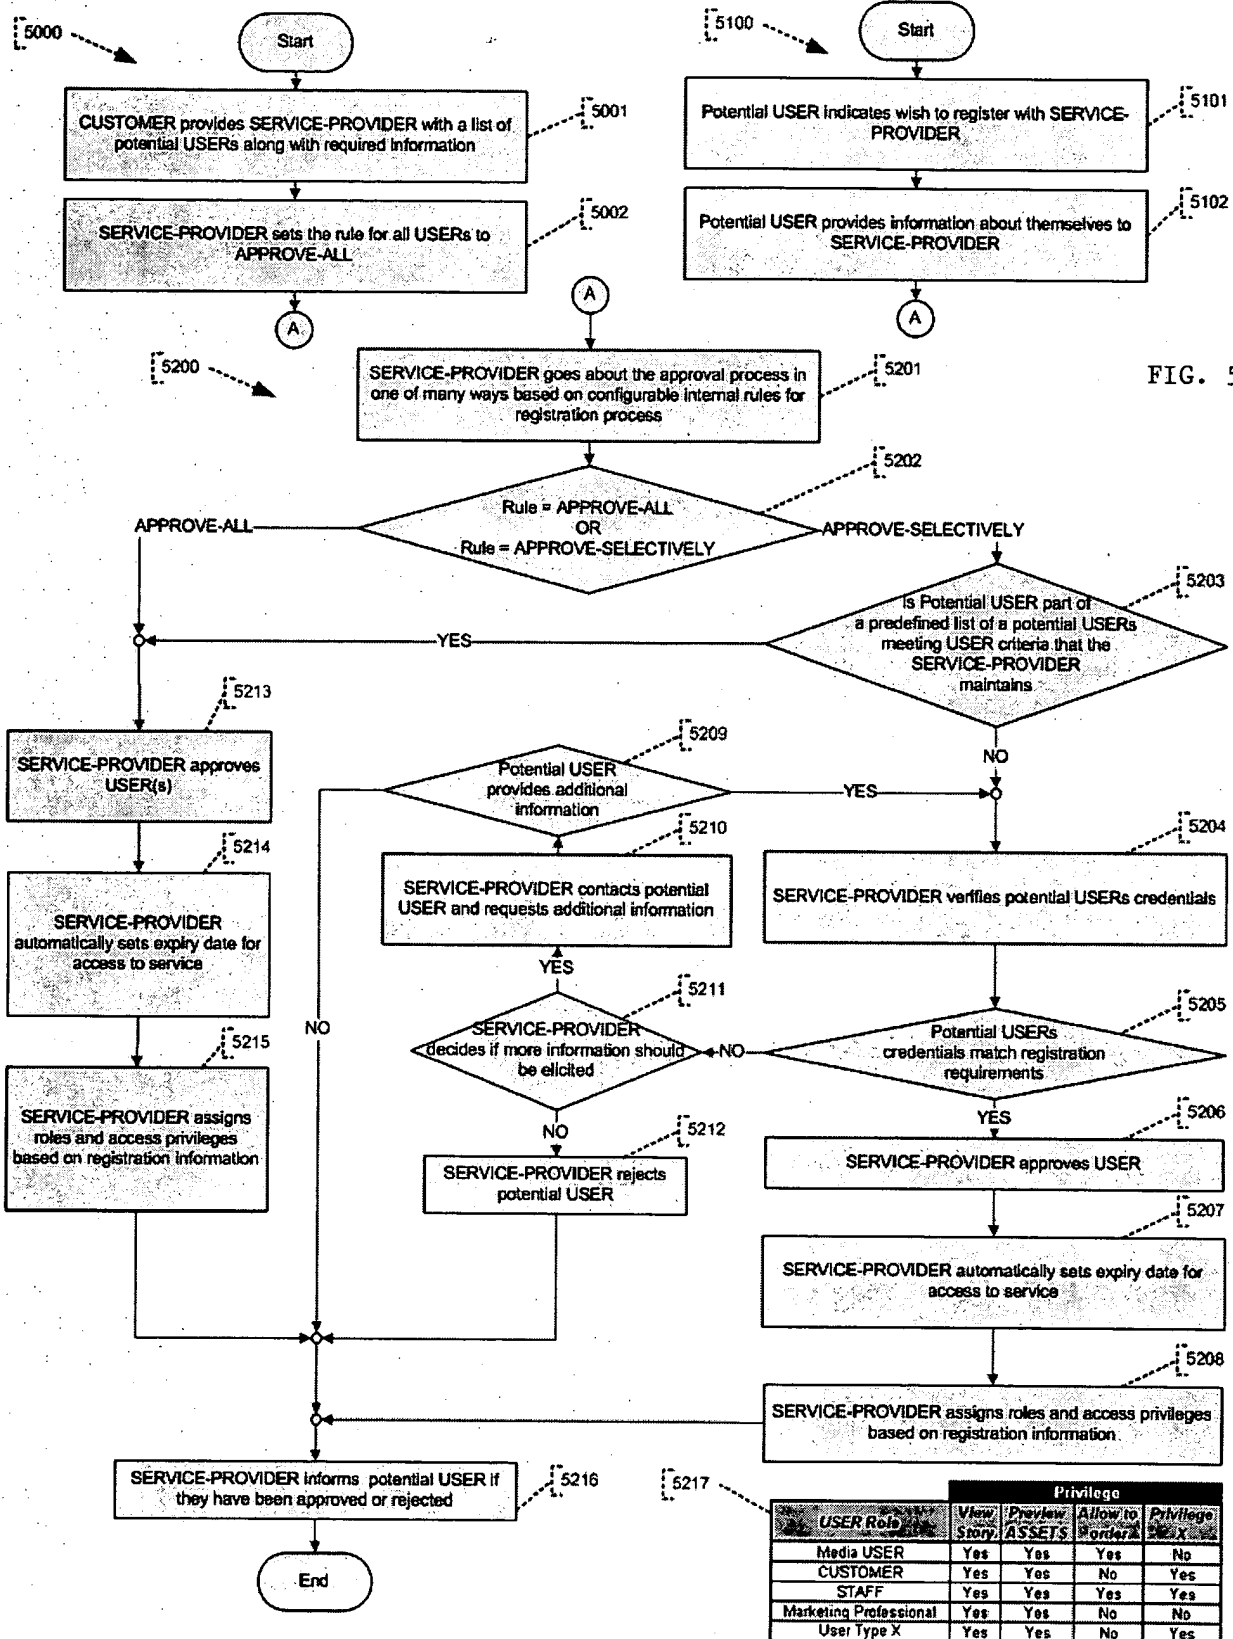 5000
Start
5100
Start
CUSTOMER provides SERVICE-PROVIDER with a list of
potential USERs along with required information
5001
Potential USER indicates wish to register with SERVICE-
PROVIDER
5101
SERVICE-PROVIDER sets the rule for all USERs to
APPROVE-ALL
5002
Potential USER provides information about themselves to
SERVICE-PROVIDER
5102
A
A
A
5200
SERVICE-PROVIDER goes about the approval process in
one of many ways based on configurable internal rules for
registration process
5201
FIG. 5
5202
Rule = APPROVE-ALL
OR
Rule = APPROVE-SELECTIVELY
APPROVE-ALL
APPROVE-SELECTIVELY
5203
Is Potential USER part of
a predefined list of a potential USERs
meeting USER criteria that the
SERVICE-PROVIDER
maintains
YES
NO
5213
SERVICE-PROVIDER approves
USER(s)
5209
Potential USER
provides additional
information
YES
5214
SERVICE-PROVIDER
automatically sets expiry date for
access to service
5210
SERVICE-PROVIDER contacts potential
USER and requests additional information
5204
SERVICE-PROVIDER verifies potential USERs credentials
YES
5211
SERVICE-PROVIDER
decides if more information should
be elicited
NO
5205
Potential USERs
credentials match registration
requirements
NO
5215
SERVICE-PROVIDER assigns
roles and access privileges
based on registration information
NO
5212
SERVICE-PROVIDER rejects
potential USER
YES
5206
SERVICE-PROVIDER approves USER
5207
SERVICE-PROVIDER automatically sets expiry date for
access to service
5208
SERVICE-PROVIDER assigns roles and access privileges
based on registration information
SERVICE-PROVIDER informs potential USER if
they have been approved or rejected
5216
End
5217
Privilege
USER Role View Story Preview ASSETS Allow to order Privilege X
Media USER Yes Yes Yes No
CUSTOMER Yes Yes No Yes
STAFF Yes Yes Yes Yes
Marketing Professional Yes Yes No No
User Type X Yes Yes No Yes